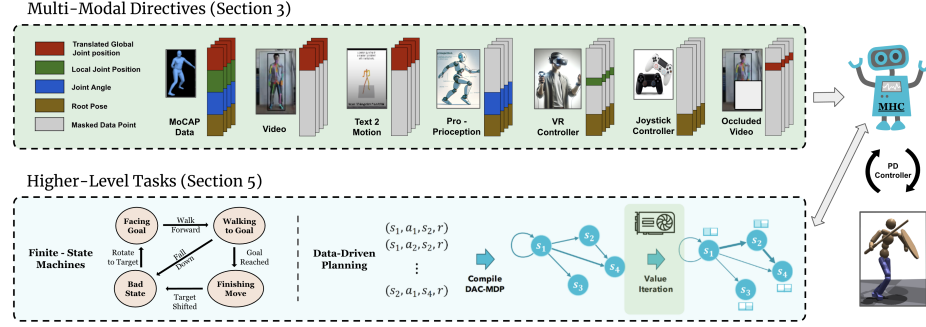 Multi-Modal Directives (Section 3)
Translated Global
Joint position
Local Joint Position
Joint Angle
Root Pose
Masked Data Point
MoCAP
Data
Video
Text 2
Motion
Pro -
Prioception
VR
Controller
Joystick
Controller
Occluded
Video
MHC
PD
Controller
Higher-Level Tasks (Section 5)
Finite - State
Machines
Facing
Goal
Walk
Forward
Walking
to Goal
Rotate
to Target
Fall
Down
Goal
Reached
Bad
State
Target
Shifted
Finishing
Move
Data-Driven
Planning
(s₁, a₁, s₂, r)
(s₁, a₂, s₂, r)
⋮
(s₂, a₁, s₄, r)
Compile
DAC-MDP
s₁
s₂
s₃
s₄
Value
Iteration
s₁
s₂
s₃
s₄